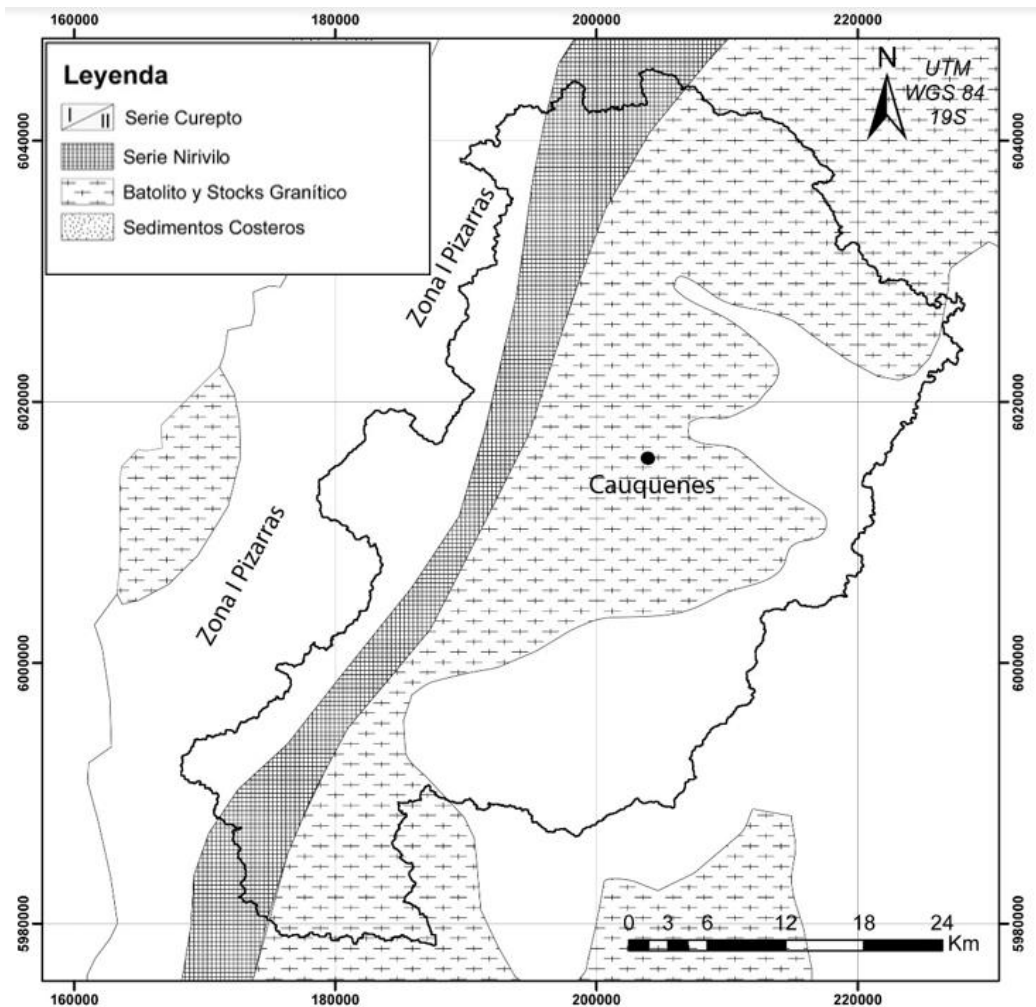 160000 180000 200000 220000
Leyenda
I
II
Serie Curepto
Serie Nirivilo
Batolito y Stocks Granítico
Sedimentos Costeros
N
UTM
WGS 84
19S
6040000
6040000
Zona I Pizarras
6020000
6020000
Cauquenes
Zona I Pizarras
6000000
6000000
0 3 6 12 18 24
Km
5980000
5980000
160000 180000 200000 220000